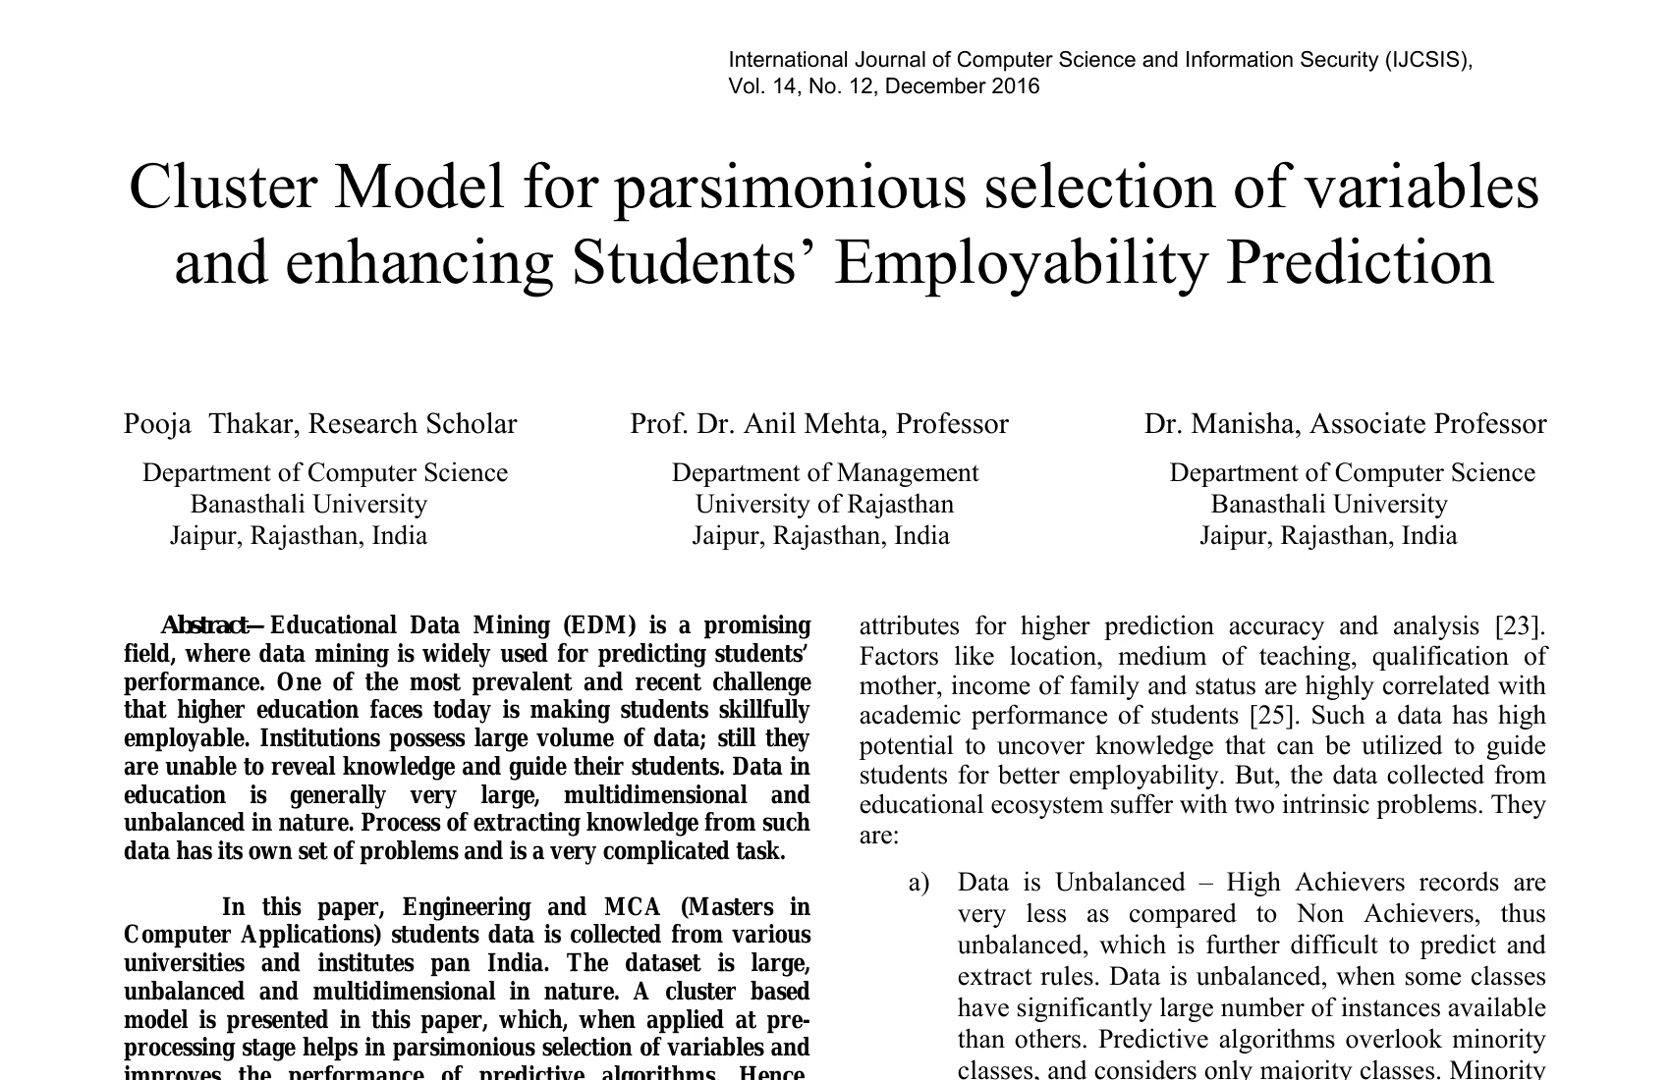 International Journal of Computer Science and Information Security (IJCSIS),
Vol. 14, No. 12, December 2016
Cluster Model for parsimonious selection of variables
and enhancing Students’ Employability Prediction
Pooja Thakar, Research Scholar
Department of Computer Science
Banasthali University
Jaipur, Rajasthan, India
Prof. Dr. Anil Mehta, Professor
Department of Management
University of Rajasthan
Jaipur, Rajasthan, India
Dr. Manisha, Associate Professor
Department of Computer Science
Banasthali University
Jaipur, Rajasthan, India
Abstract— Educational Data Mining (EDM) is a promising
field, where data mining is widely used for predicting students’
performance. One of the most prevalent and recent challenge
that higher education faces today is making students skillfully
employable. Institutions possess large volume of data; still they
are unable to reveal knowledge and guide their students. Data in
education is generally very large, multidimensional and
unbalanced in nature. Process of extracting knowledge from such
data has its own set of problems and is a very complicated task.
In this paper, Engineering and MCA (Masters in
Computer Applications) students data is collected from various
universities and institutes pan India. The dataset is large,
unbalanced and multidimensional in nature. A cluster based
model is presented in this paper, which, when applied at pre-
processing stage helps in parsimonious selection of variables and
improves the performance of predictive algorithms. Hence,
attributes for higher prediction accuracy and analysis [23].
Factors like location, medium of teaching, qualification of
mother, income of family and status are highly correlated with
academic performance of students [25]. Such a data has high
potential to uncover knowledge that can be utilized to guide
students for better employability. But, the data collected from
educational ecosystem suffer with two intrinsic problems. They
are:
a) Data is Unbalanced – High Achievers records are
very less as compared to Non Achievers, thus
unbalanced, which is further difficult to predict and
extract rules. Data is unbalanced, when some classes
have significantly large number of instances available
than others. Predictive algorithms overlook minority
classes, and considers only majority classes. Minority